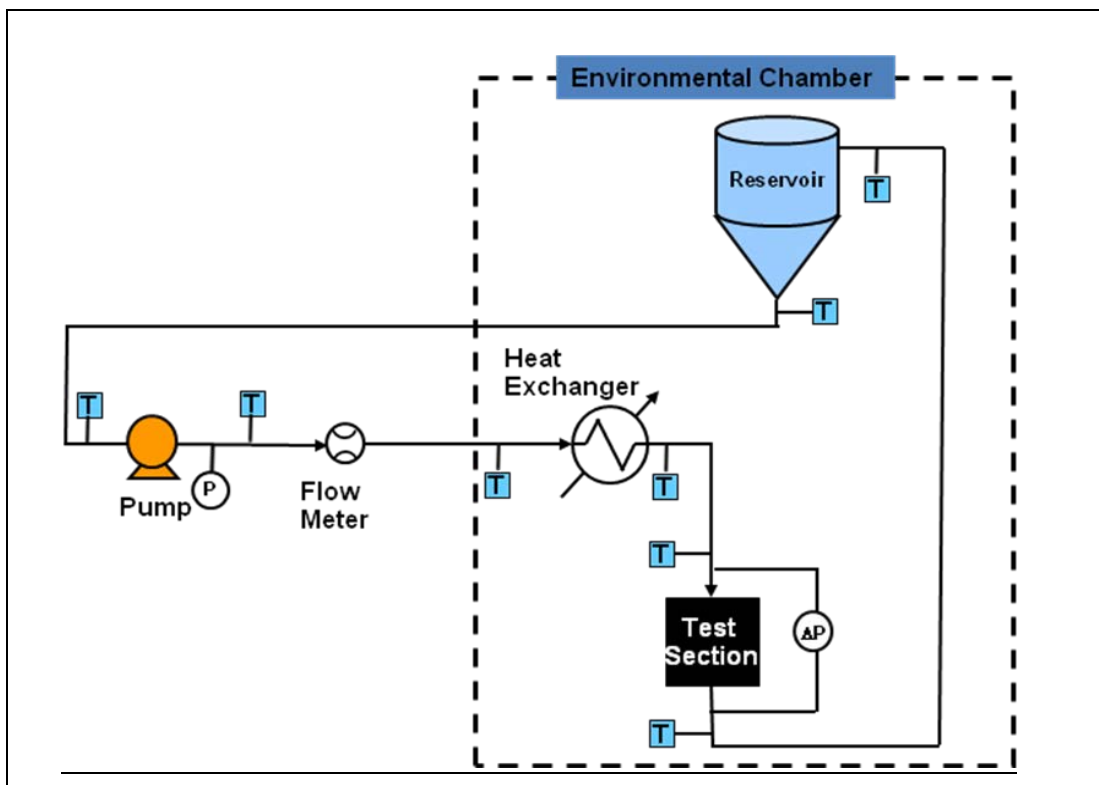 Environmental Chamber
Reservoir
T
T
Heat
Exchanger
T
T
Pump
P
Flow
Meter
T
T
T
Test
Section
ΔP
T